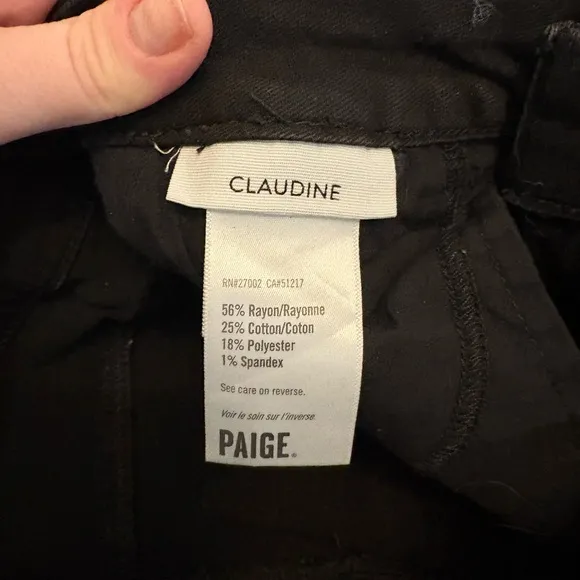 CLAUDINE
RN#27002 CA#51217
56% Rayon/Rayonne
25% Cotton/Coton
18% Polyester
1% Spandex
See care on reverse.
Voir le soin sur l'inverse.
PAIGE.